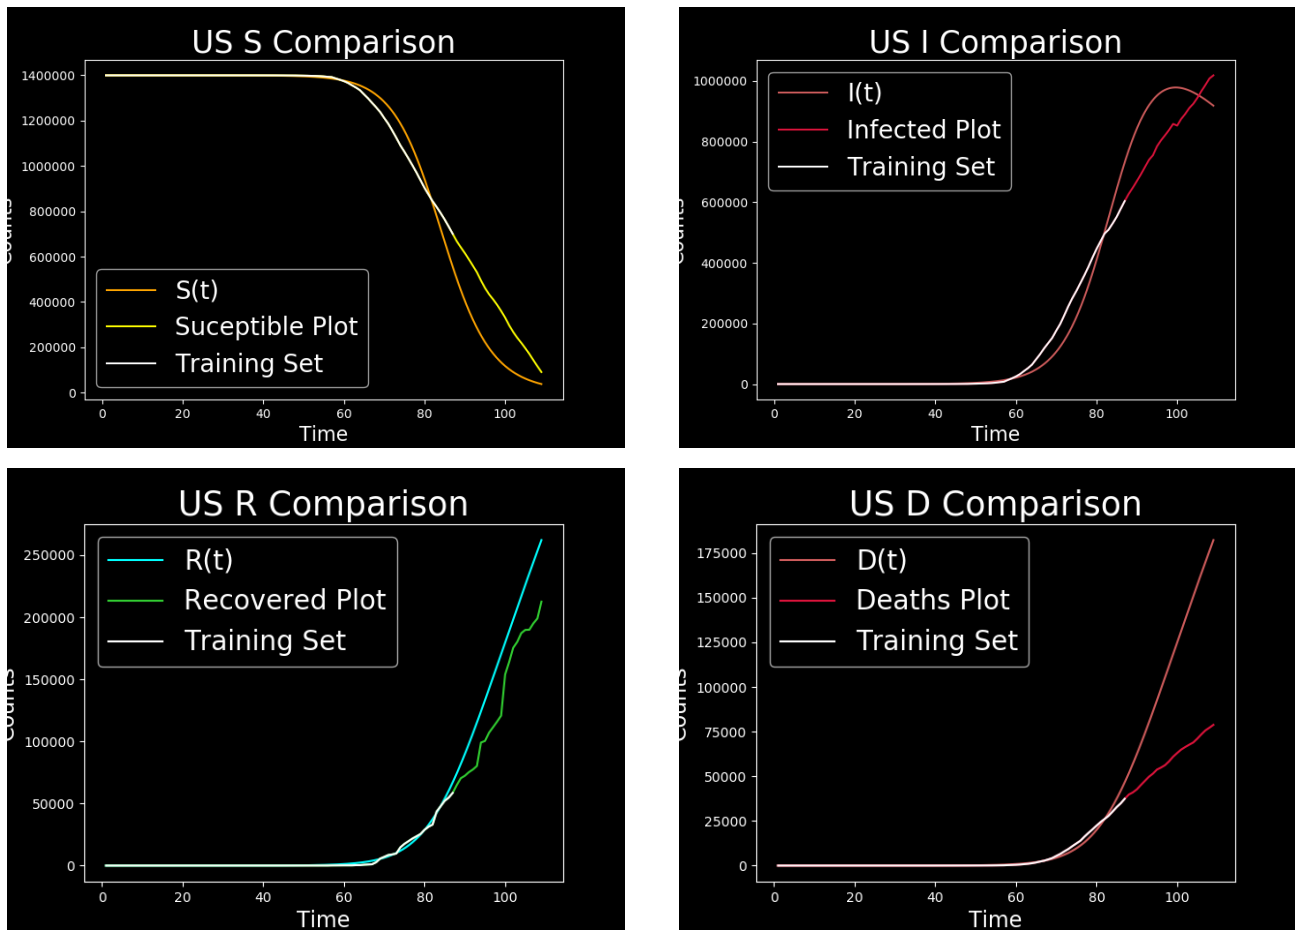 US S Comparison
1400000
1200000
1000000
800000
600000
400000
200000
0
S(t)
Suceptible Plot
Training Set
0 20 40 60 80 100
Time
US I Comparison
1000000
800000
600000
400000
200000
0
I(t)
Infected Plot
Training Set
Counts
0 20 40 60 80 100
Time
US R Comparison
250000
200000
150000
100000
50000
0
R(t)
Recovered Plot
Training Set
Counts
0 20 40 60 80 100
Time
US D Comparison
175000
150000
125000
100000
75000
50000
25000
0
D(t)
Deaths Plot
Training Set
Counts
0 20 40 60 80 100
Time